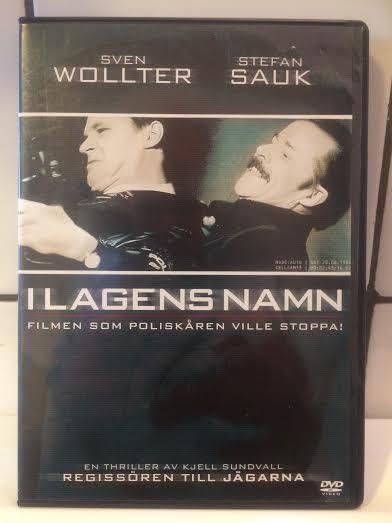 SVEN
WOLLTER
STEFAN
SAUK
I LAGENS NAMN
FILMEN SOM POLISKÅREN VILLE STOPPA!
EN THRILLER AV KJELL SUNDVALL
REGISSÖREN TILL JÄGARNA
DVD
VIDEO